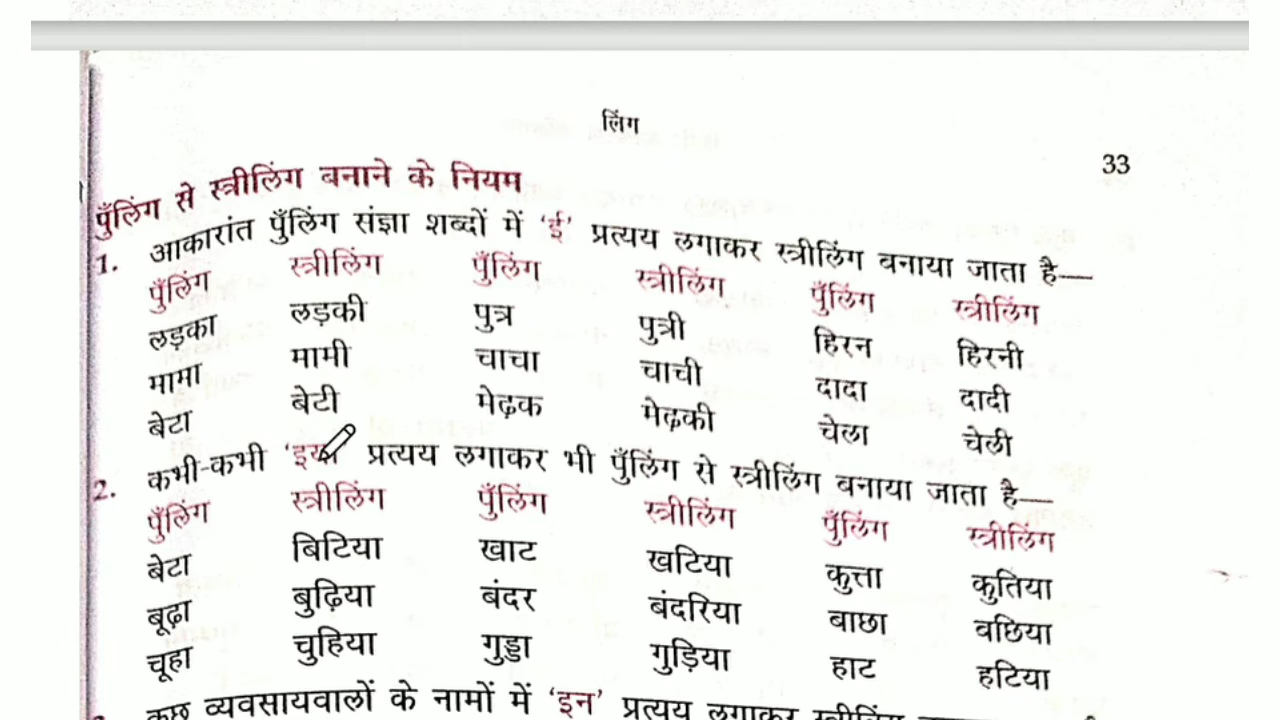 लिंग
33
पुँलिंग से स्त्रीलिंग बनाने के नियम
1. आकारांत पुँलिंग संज्ञा शब्दों में ‘ई’ प्रत्यय लगाकर स्त्रीलिंग बनाया जाता है—
पुँलिंग स्त्रीलिंग पुँलिंग स्त्रीलिंग पुँलिंग स्त्रीलिंग
लड़का लड़की पुत्र पुत्री हिरन हिरनी
मामा मामी चाचा चाची दादा दादी
बेटा बेटी मेढ़क मेढ़की चेला चेली
2. कभी-कभी ‘इया’ प्रत्यय लगाकर भी पुँलिंग से स्त्रीलिंग बनाया जाता है—
पुँलिंग स्त्रीलिंग पुँलिंग स्त्रीलिंग पुँलिंग स्त्रीलिंग
बेटा बिटिया खाट खटिया कुत्ता कुतिया
बूढ़ा बुढ़िया बंदर बंदरिया बाछा बछिया
चूहा चुहिया गुड्डा गुड़िया हाट हटिया
कुछ व्यवसायवालों के नामों में ‘इन’ प्रत्यय लगाकर स्त्रीलिंग